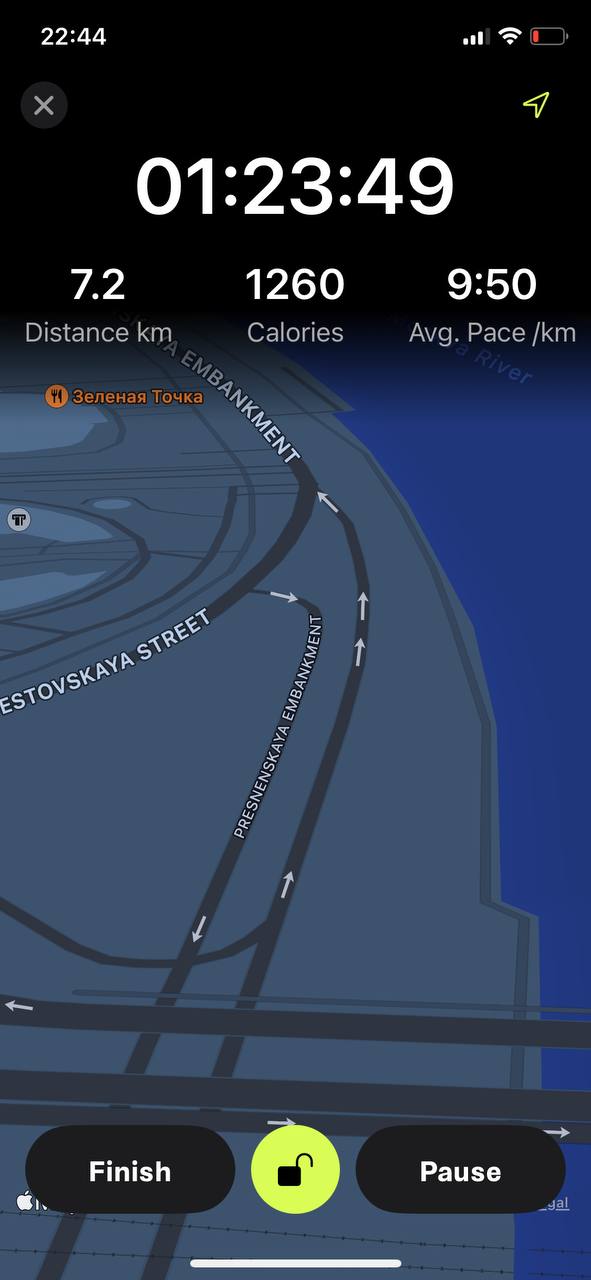 22:44
01:23:49
7.2
1260
9:50
Distance km
Calories
Avg. Pace /km
EMBANKMENT
River
Зеленая Точка
ESTOVSKAYA STREET
PRESNENSKAYA EMBANKMENT
Finish
Pause